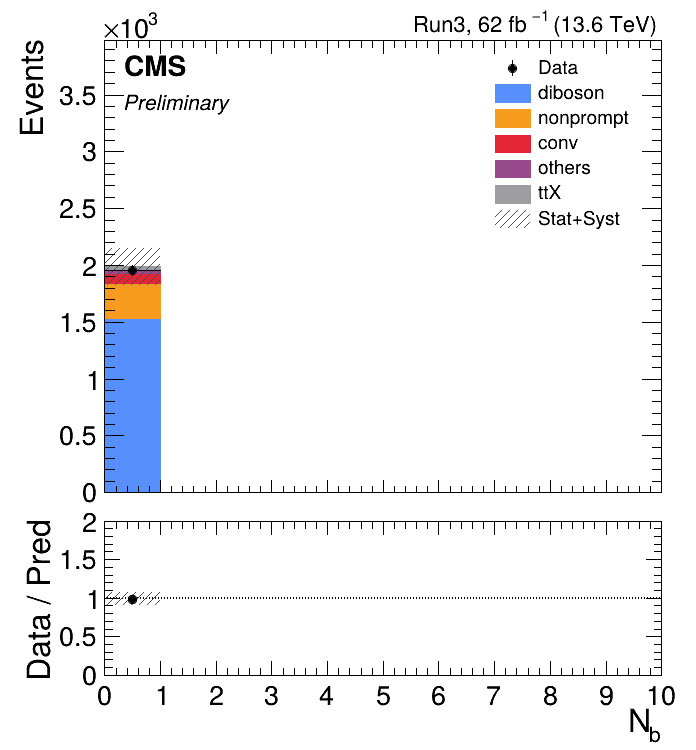 ×10³
Run3, 62 fb⁻¹ (13.6 TeV)
CMS
Preliminary
Events
Data
diboson
nonprompt
conv
others
ttX
Stat+Syst
3.5
3
2.5
2
1.5
1
0.5
0
Data / Pred
2
1.5
1
0.5
0
0 1 2 3 4 5 6 7 8 9 10
N_b